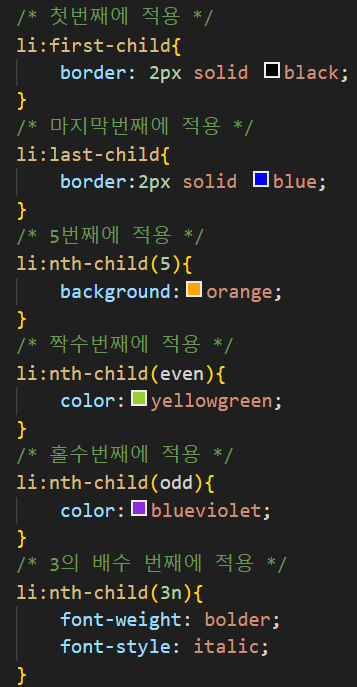 /* 첫번째에 적용 */
li:first-child{
border: 2px solid black;
}
/* 마지막번째에 적용 */
li:last-child{
border:2px solid blue;
}
/* 5번째에 적용 */
li:nth-child(5){
background:orange;
}
/* 짝수번째에 적용 */
li:nth-child(even){
color:yellowgreen;
}
/* 홀수번째에 적용 */
li:nth-child(odd){
color:blueviolet;
}
/* 3의 배수 번째에 적용 */
li:nth-child(3n){
font-weight: bolder;
font-style: italic;
}